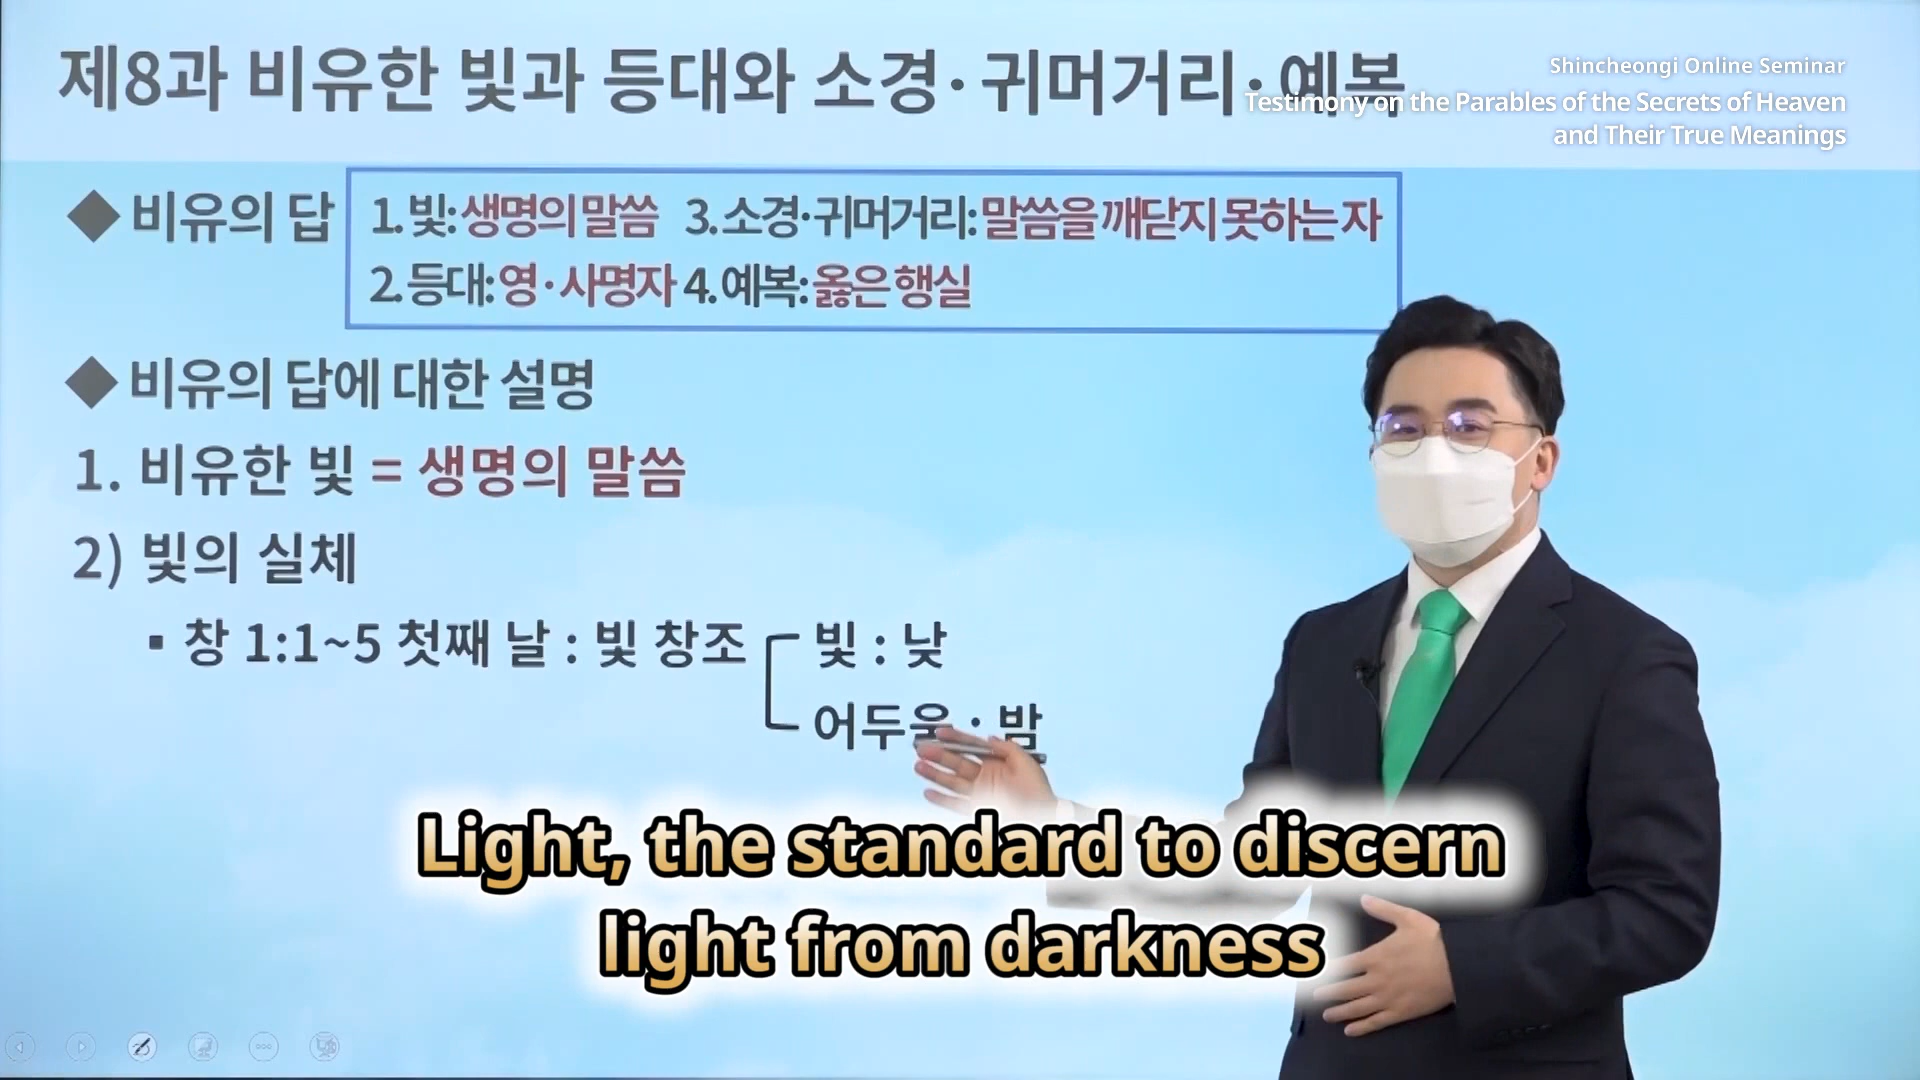 제8과 비유한 빛과 등대와 소경·귀머거리·예복
Shincheongi Online Seminar
Testimony on the Parables of the Secrets of Heaven
and Their True Meanings
◆ 비유의 답
1. 빛: 생명의 말씀 3. 소경·귀머거리: 말씀을 깨닫지 못하는 자
2. 등대: 영·사명자 4. 예복: 옳은 행실
◆ 비유의 답에 대한 설명
1. 비유한 빛 = 생명의 말씀
2) 빛의 실체
▪ 창 1:1~5 첫째 날 : 빛 창조
빛 : 낮
어두움 : 밤
Light, the standard to discern
light from darkness